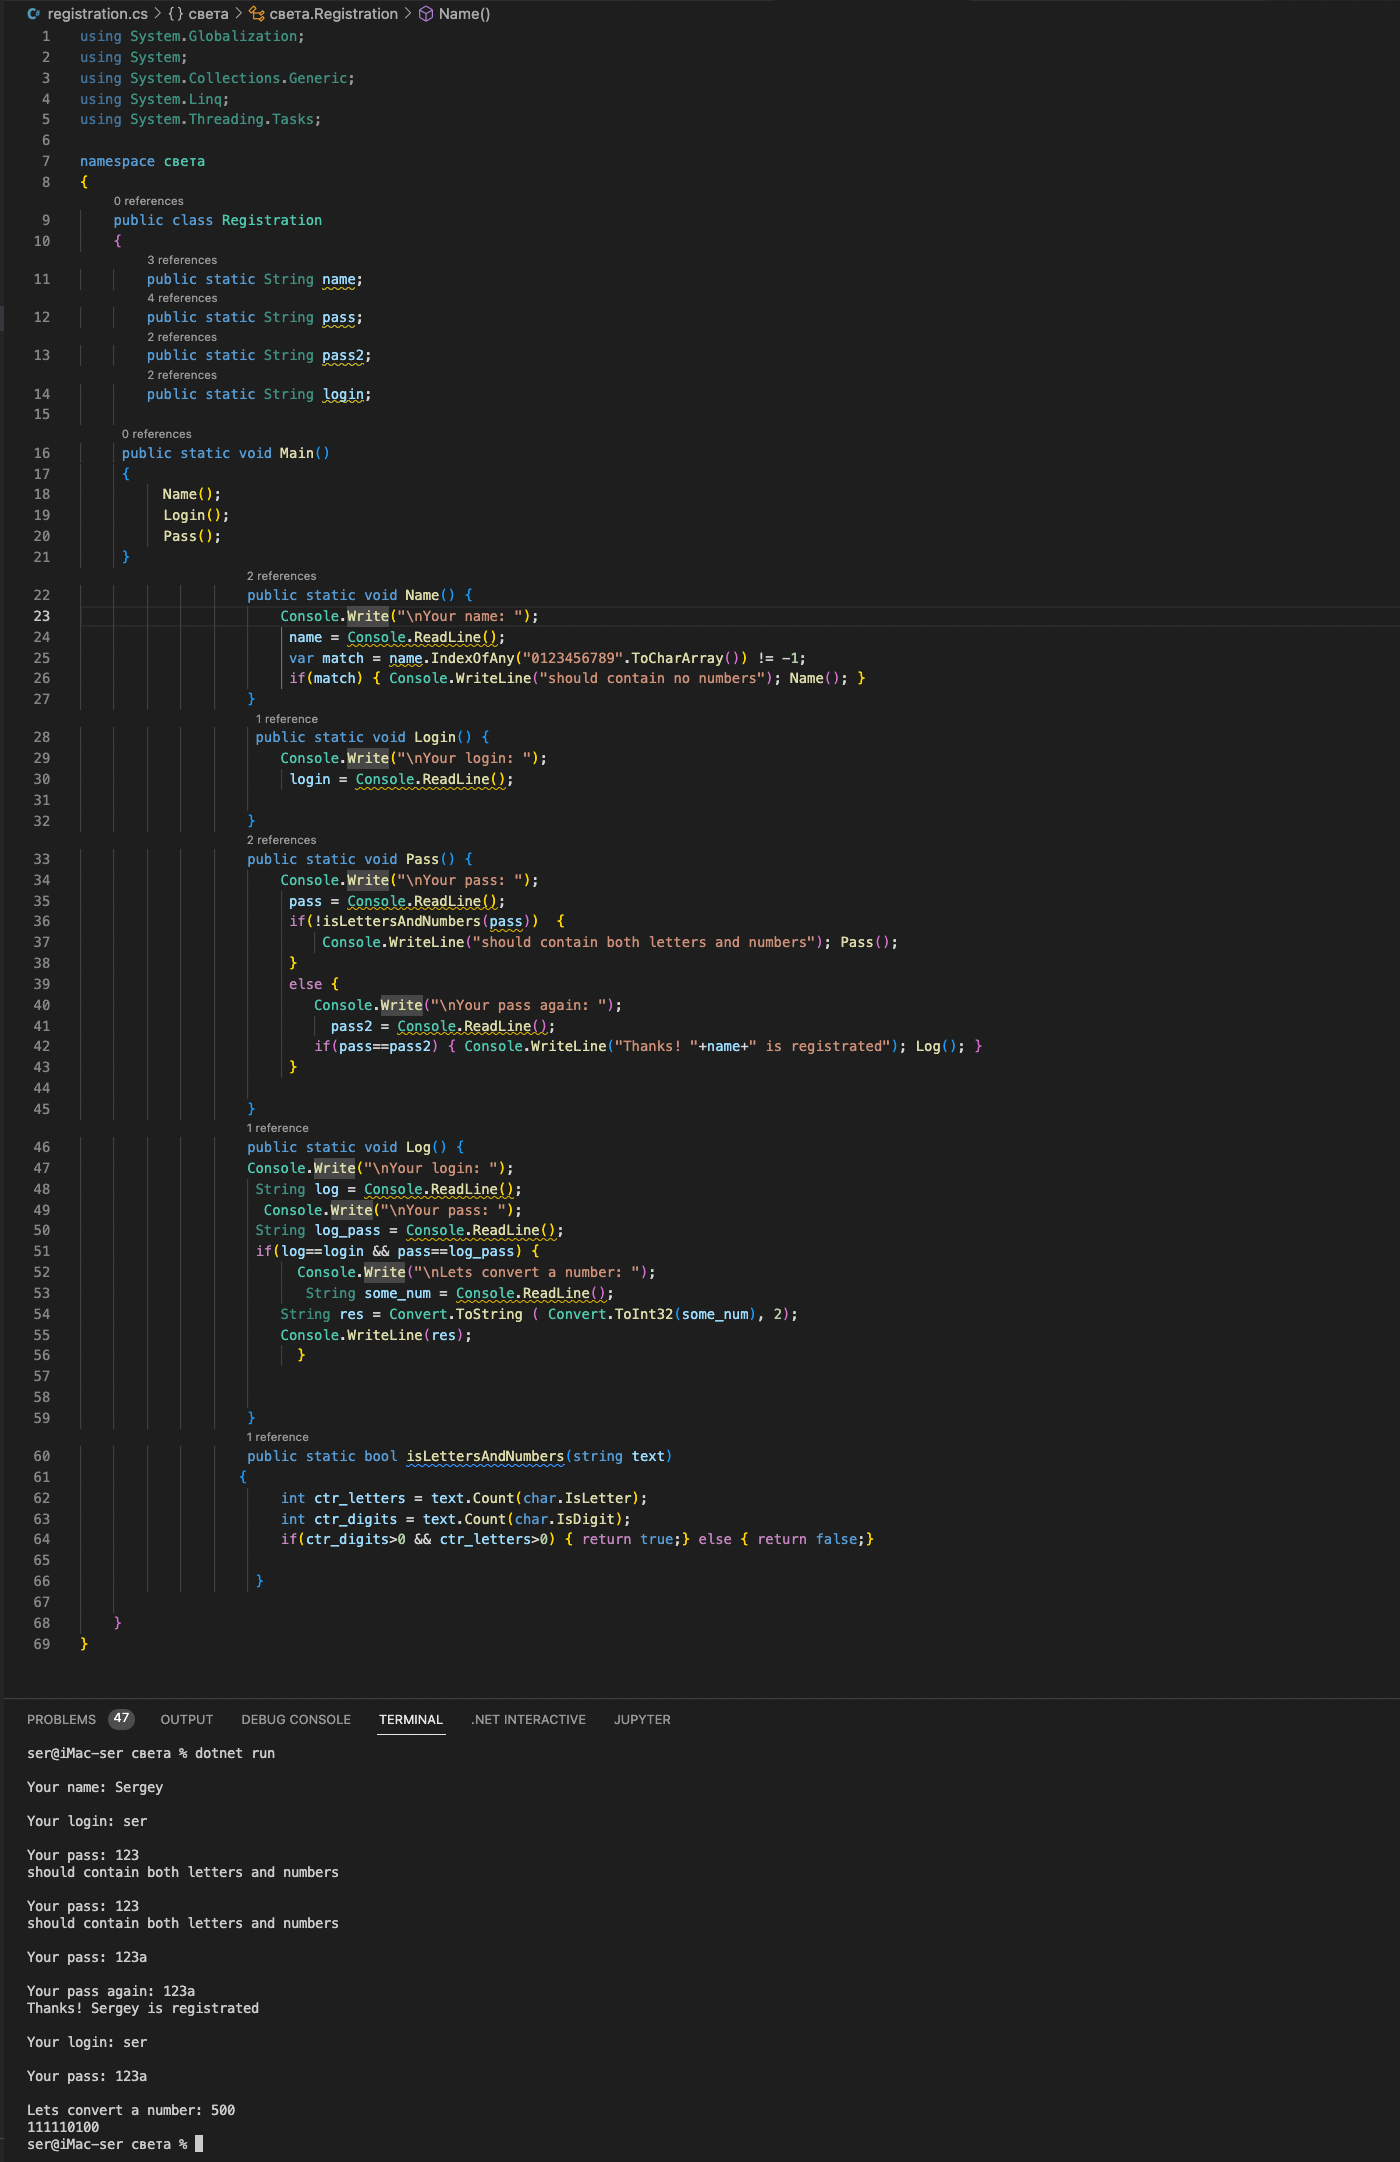 registration.cs > {} света > света.Registration > Name()
1 using System.Globalization;
2 using System;
3 using System.Collections.Generic;
4 using System.Linq;
5 using System.Threading.Tasks;
6
7 namespace света
8 {
0 references
9 public class Registration
10 {
3 references
11 public static String name;
4 references
12 public static String pass;
2 references
13 public static String pass2;
2 references
14 public static String login;
15
0 references
16 public static void Main()
17 {
18 Name();
19 Login();
20 Pass();
21 }
2 references
22 public static void Name() {
23 Console.Write("\nYour name: ");
24 name = Console.ReadLine();
25 var match = name.IndexOfAny("0123456789".ToCharArray()) != -1;
26 if(match) { Console.WriteLine("should contain no numbers"); Name(); }
27 }
1 reference
28 public static void Login() {
29 Console.Write("\nYour login: ");
30 login = Console.ReadLine();
31
32 }
2 references
33 public static void Pass() {
34 Console.Write("\nYour pass: ");
35 pass = Console.ReadLine();
36 if(!isLettersAndNumbers(pass)) {
37 Console.WriteLine("should contain both letters and numbers"); Pass();
38 }
39 else {
40 Console.Write("\nYour pass again: ");
41 pass2 = Console.ReadLine();
42 if(pass==pass2) { Console.WriteLine("Thanks! "+name+" is registrated"); Log(); }
43 }
44
45 }
1 reference
46 public static void Log() {
47 Console.Write("\nYour login: ");
48 String log = Console.ReadLine();
49 Console.Write("\nYour pass: ");
50 String log_pass = Console.ReadLine();
51 if(log==login && pass==log_pass) {
52 Console.Write("\nLets convert a number: ");
53 String some_num = Console.ReadLine();
54 String res = Convert.ToString ( Convert.ToInt32(some_num), 2);
55 Console.WriteLine(res);
56 }
57
58
59 }
1 reference
60 public static bool isLettersAndNumbers(string text)
61 {
62 int ctr_letters = text.Count(char.IsLetter);
63 int ctr_digits = text.Count(char.IsDigit);
64 if(ctr_digits>0 && ctr_letters>0) { return true;} else { return false;}
65
66 }
67
68 }
69 }
PROBLEMS 47 OUTPUT DEBUG CONSOLE TERMINAL .NET INTERACTIVE JUPYTER
ser@iMac-ser света % dotnet run
Your name: Sergey
Your login: ser
Your pass: 123
should contain both letters and numbers
Your pass: 123
should contain both letters and numbers
Your pass: 123a
Your pass again: 123a
Thanks! Sergey is registrated
Your login: ser
Your pass: 123a
Lets convert a number: 500
111110100
ser@iMac-ser света %